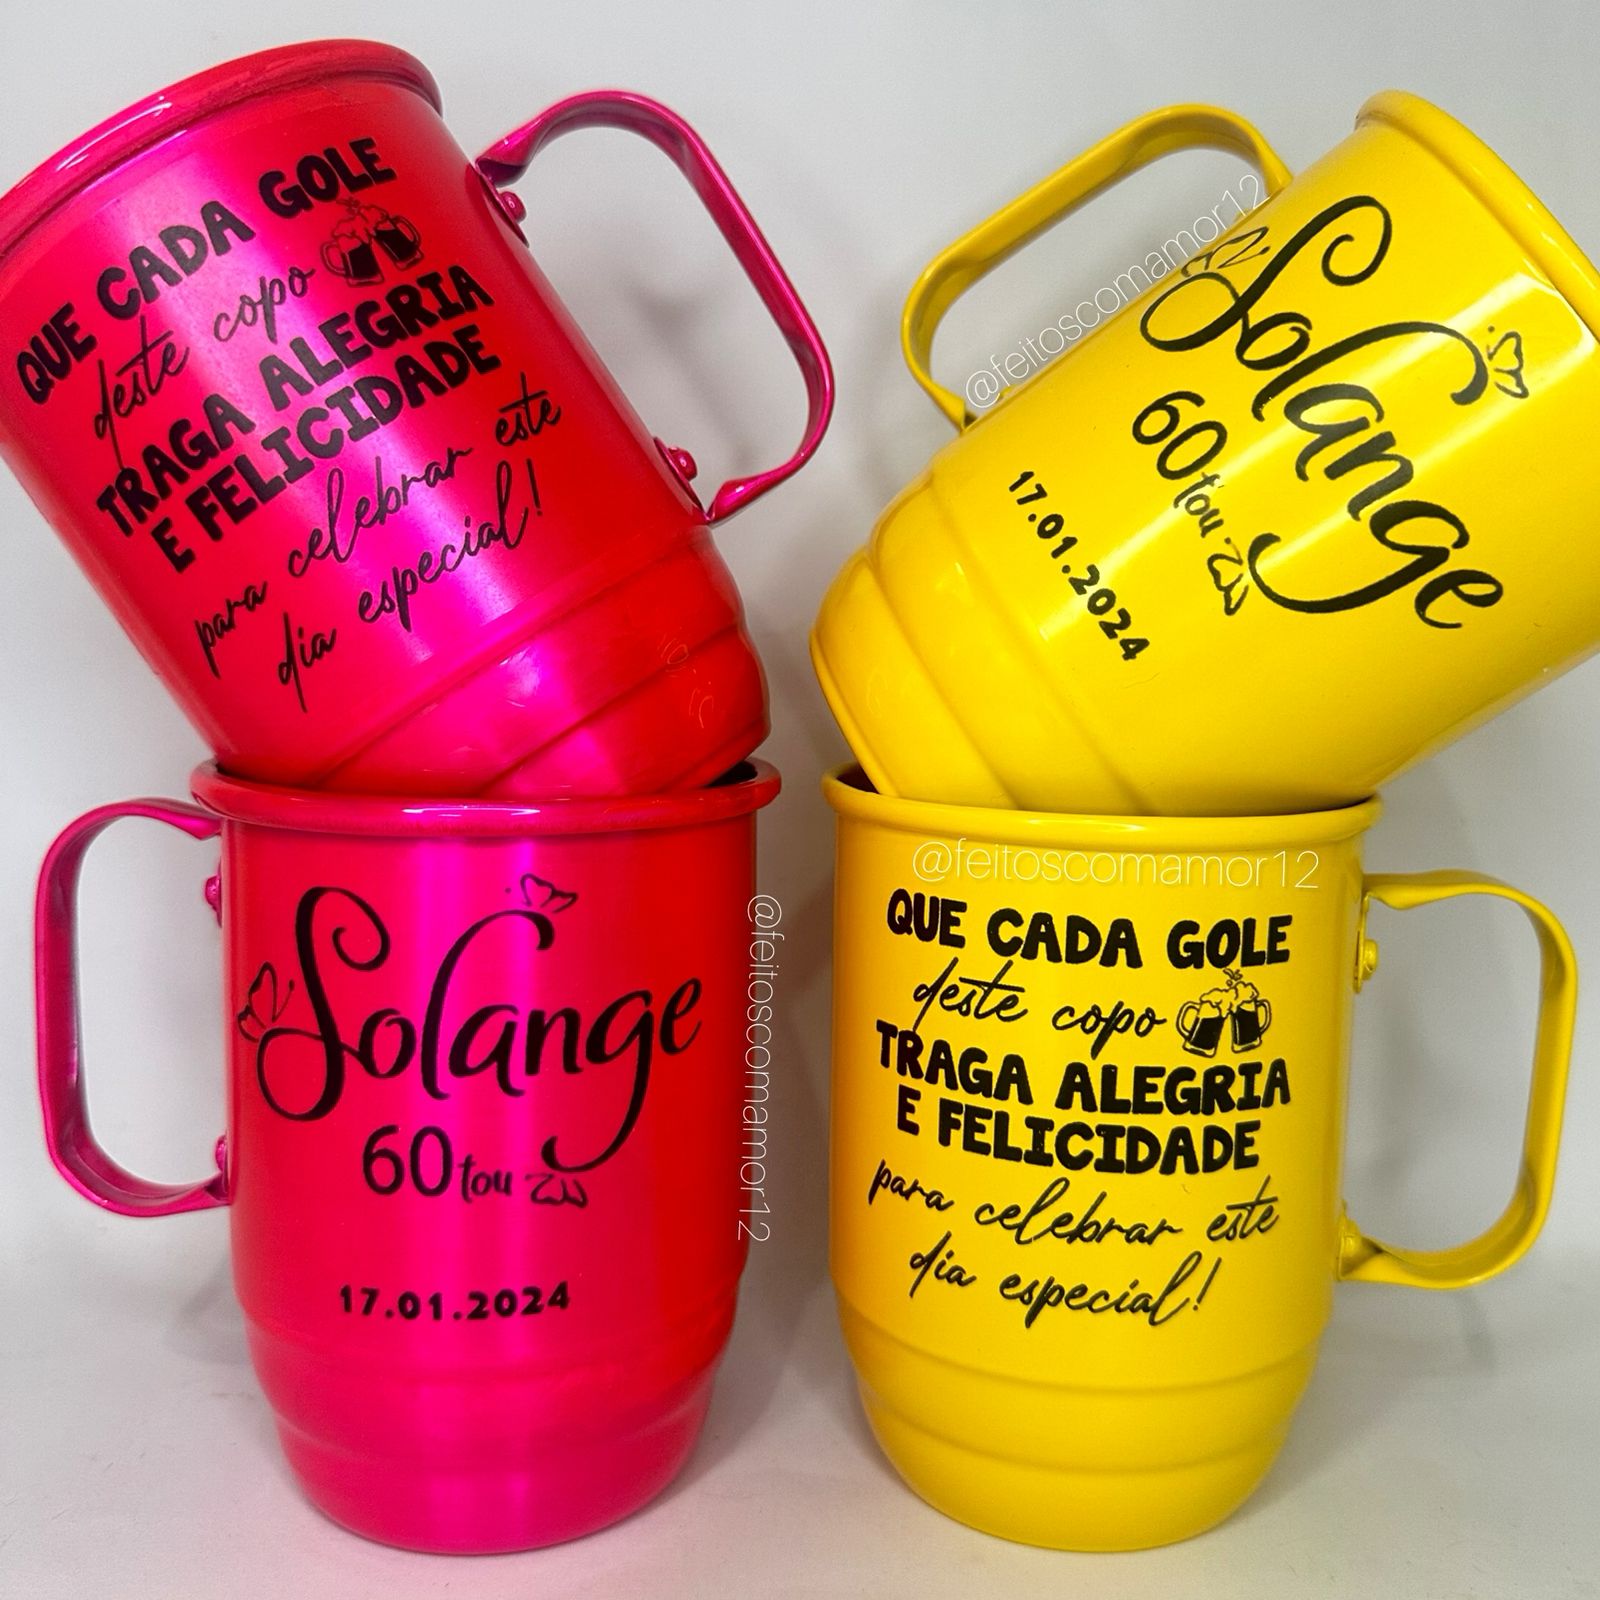 QUE CADA GOLE
deste copo
TRAGA ALEGRIA
E FELICIDADE
para celebrar este
dia especial!
@feitoscomamor12
Solange
60tou
17.01.2024
Solange
60tou
17.01.2024
@feitoscomamor12
@feitoscomamor12
QUE CADA GOLE
deste copo
TRAGA ALEGRIA
E FELICIDADE
para celebrar este
dia especial!